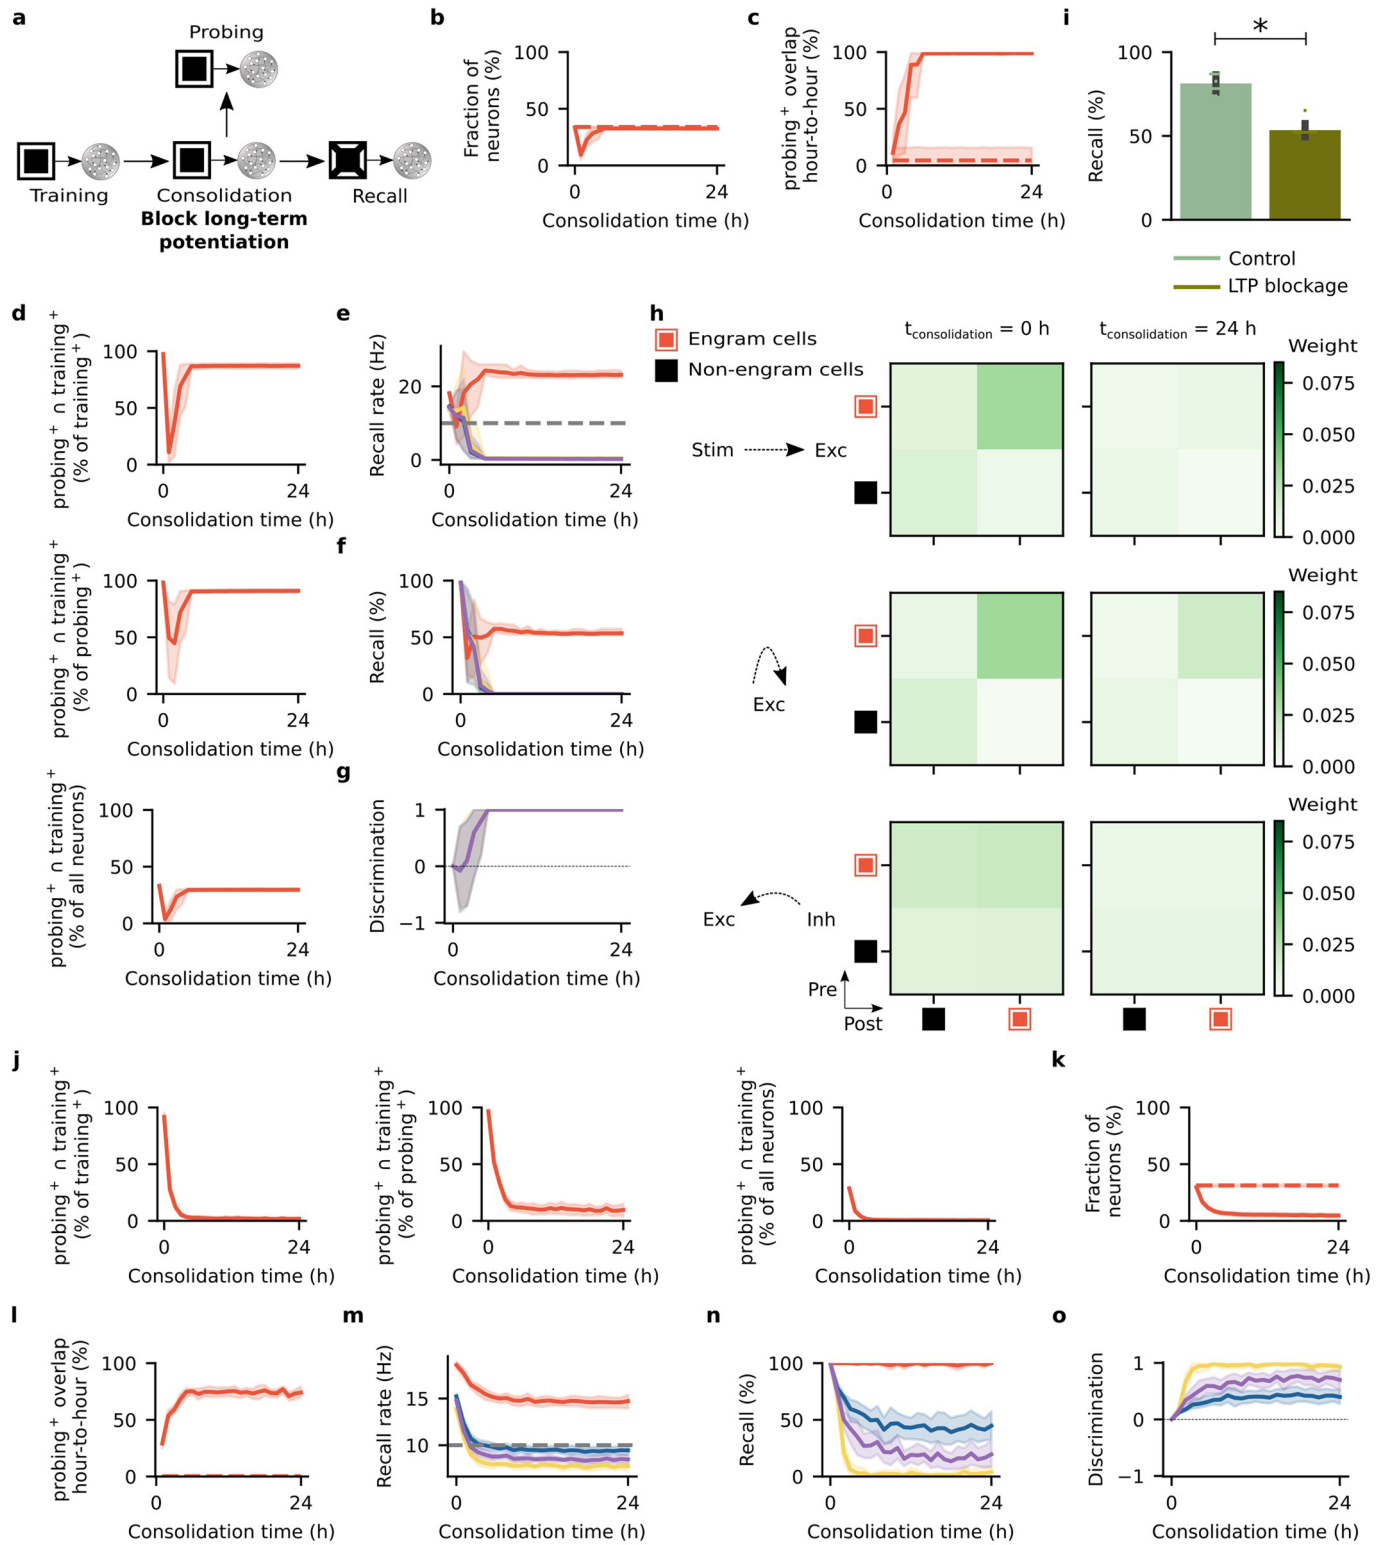 a
Probing
Training
Consolidation
Recall
Block long-term
potentiation
b
Fraction of
neurons (%)
100
50
0
0
24
Consolidation time (h)
c
probing+ overlap
hour-to-hour (%)
100
50
0
0
24
Consolidation time (h)
i
Recall (%)
100
50
0
*
Control
LTP blockage
d
probing+ ∩ training+
(% of training+)
100
50
0
0
24
Consolidation time (h)
probing+ ∩ training+
(% of probing+)
100
50
0
0
24
Consolidation time (h)
probing+ ∩ training+
(% of all neurons)
100
50
0
0
24
Consolidation time (h)
e
Recall rate (Hz)
20
0
0
24
Consolidation time (h)
f
Recall (%)
100
50
0
0
24
Consolidation time (h)
g
Discrimination
1
0
−1
0
24
Consolidation time (h)
h
Engram cells
Non-engram cells
tconsolidation = 0 h
tconsolidation = 24 h
Stim
Exc
Weight
0.075
0.050
0.025
0.000
Exc
Weight
0.075
0.050
0.025
0.000
Exc
Inh
Weight
0.075
0.050
0.025
0.000
Pre
Post
j
probing+ ∩ training+
(% of training+)
100
50
0
0
24
Consolidation time (h)
probing+ ∩ training+
(% of probing+)
100
50
0
0
24
Consolidation time (h)
probing+ ∩ training+
(% of all neurons)
100
50
0
0
24
Consolidation time (h)
k
Fraction of
neurons (%)
100
50
0
0
24
Consolidation time (h)
l
probing+ overlap
hour-to-hour (%)
100
50
0
0
24
Consolidation time (h)
m
Recall rate (Hz)
15
10
0
24
Consolidation time (h)
n
Recall (%)
100
50
0
0
24
Consolidation time (h)
o
Discrimination
1
0
−1
0
24
Consolidation time (h)